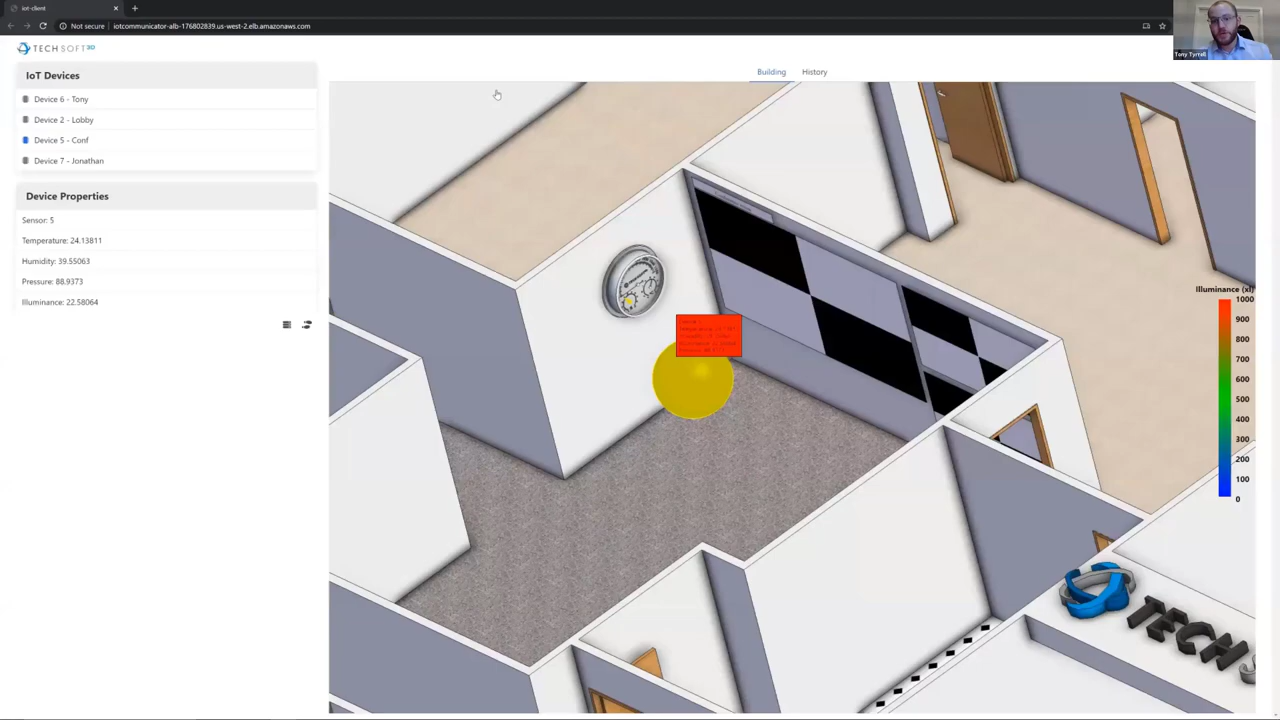 iot-client
Not secure
iotcommunicator-alb-176802839.us-west-2.elb.amazonaws.com
Tony Tyrrell
TECH SOFT 3D
IoT Devices
Device 6 - Tony
Device 2 - Lobby
Device 5 - Conf
Device 7 - Jonathan
Device Properties
Sensor: 5
Temperature: 24.13811
Humidity: 39.55063
Pressure: 88.9373
Illuminance: 22.58064
Building
History
Illuminance (xl)
1000
900
800
700
600
500
400
300
200
100
0
TECH S